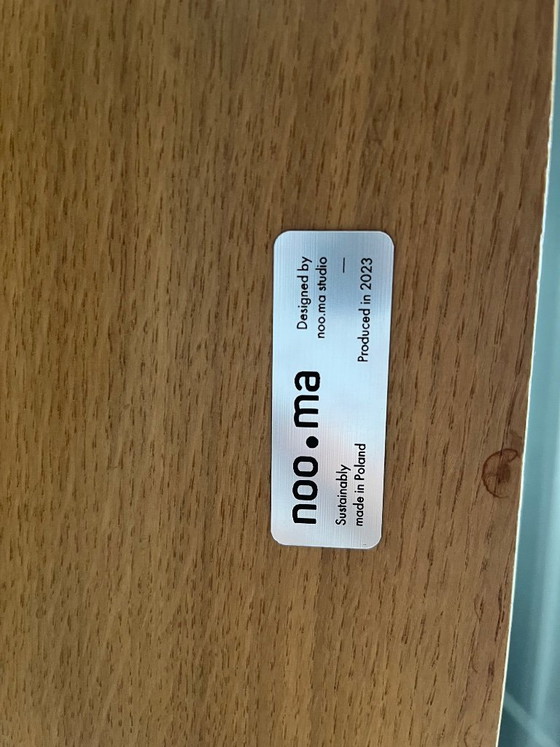 noo.ma
Sustainably
made in Poland
Designed by
noo.ma studio
—
Produced in 2023